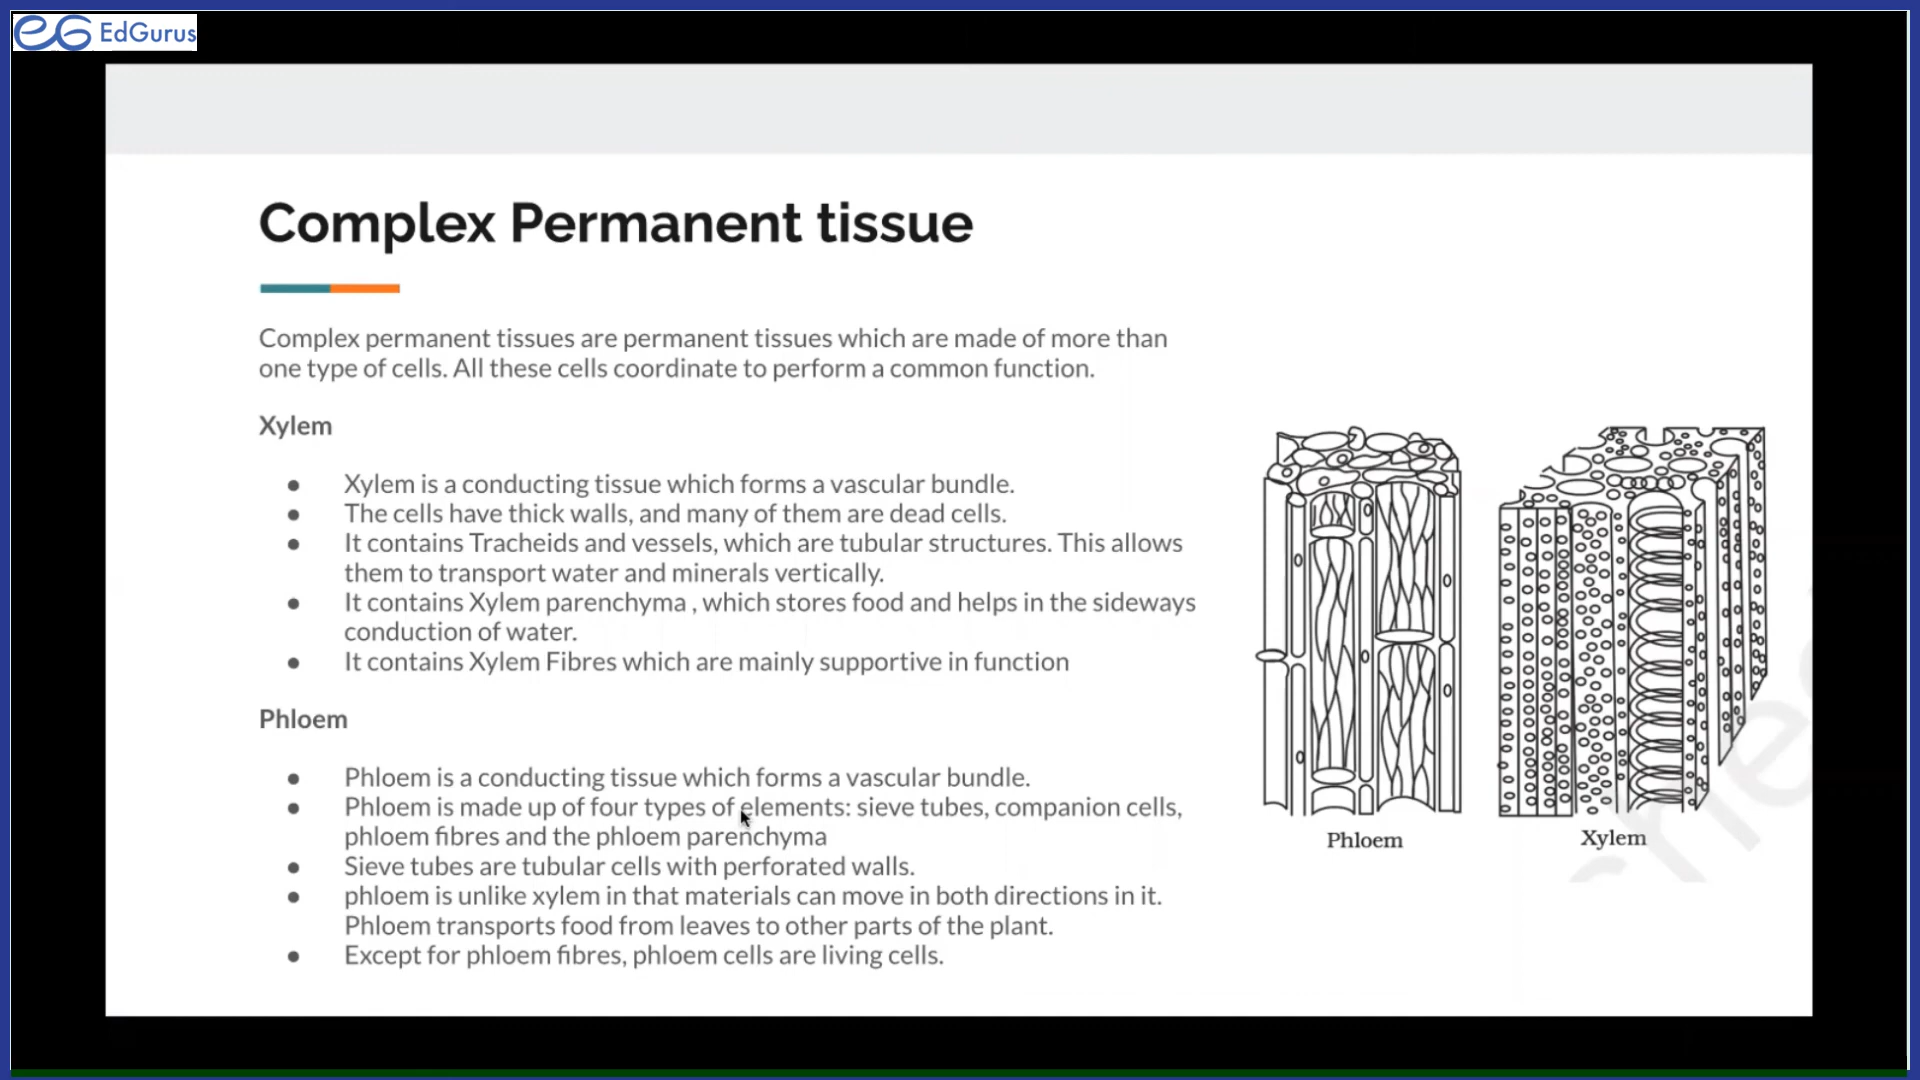 EdGurus
Complex Permanent tissue
Complex permanent tissues are permanent tissues which are made of more than
one type of cells. All these cells coordinate to perform a common function.
Xylem
● Xylem is a conducting tissue which forms a vascular bundle.
● The cells have thick walls, and many of them are dead cells.
● It contains Tracheids and vessels, which are tubular structures. This allows
them to transport water and minerals vertically.
● It contains Xylem parenchyma , which stores food and helps in the sideways
conduction of water.
● It contains Xylem Fibres which are mainly supportive in function
Phloem
● Phloem is a conducting tissue which forms a vascular bundle.
● Phloem is made up of four types of elements: sieve tubes, companion cells,
phloem fibres and the phloem parenchyma
● Sieve tubes are tubular cells with perforated walls.
● phloem is unlike xylem in that materials can move in both directions in it.
Phloem transports food from leaves to other parts of the plant.
● Except for phloem fibres, phloem cells are living cells.
Phloem
Xylem